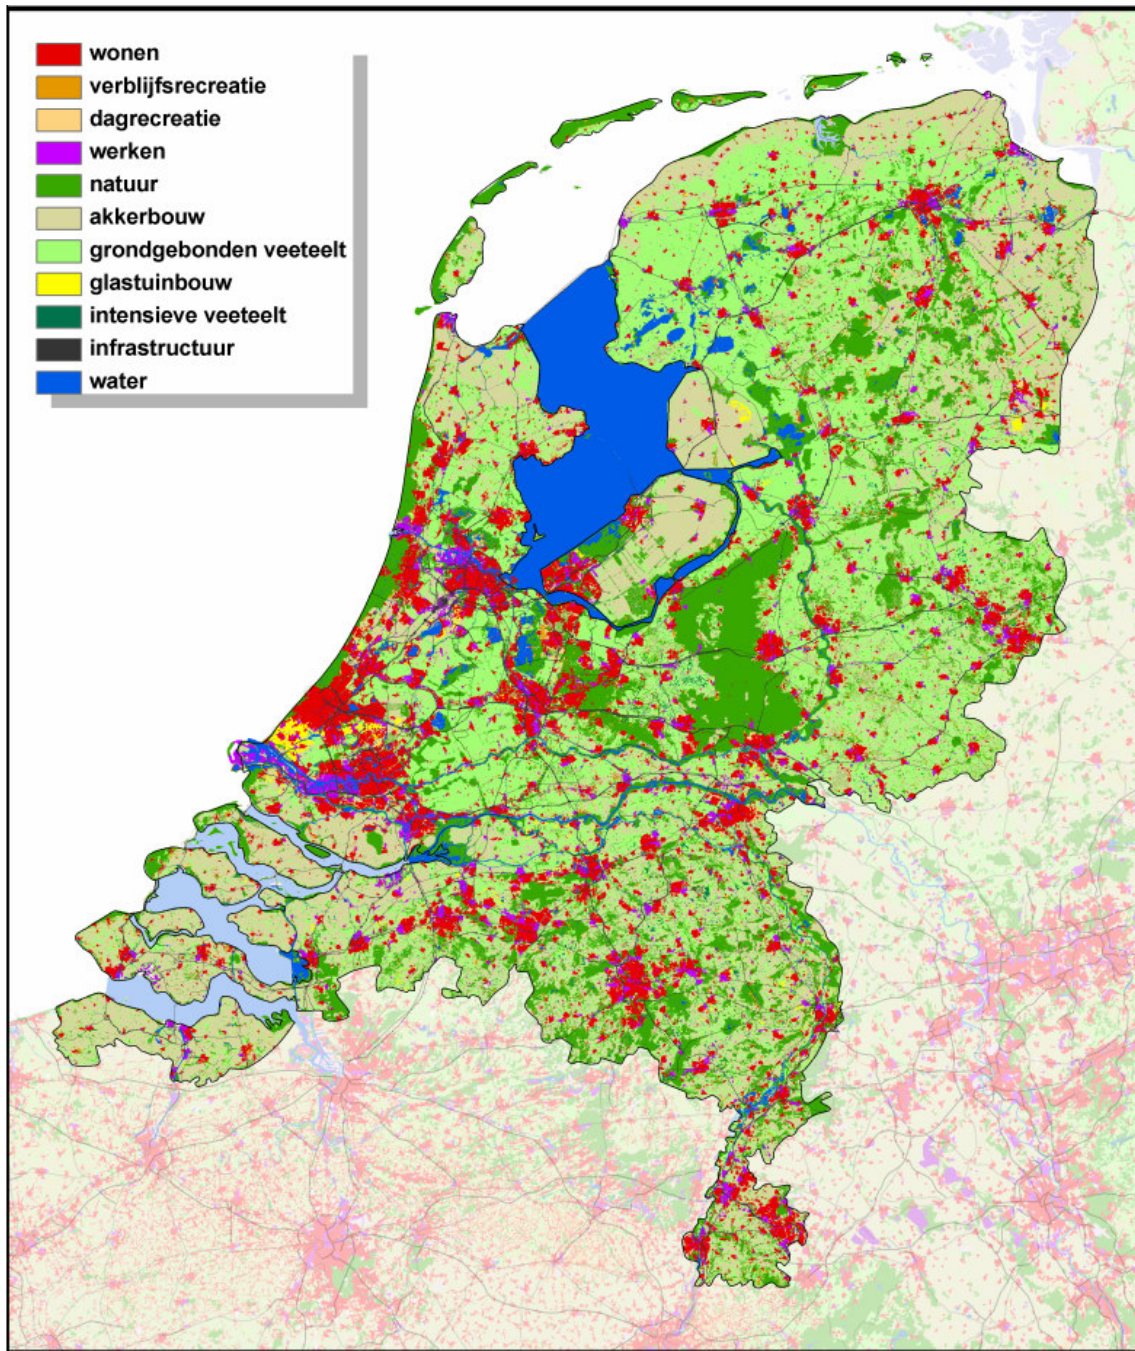 wonen
verblijfsrecreatie
dagrecreatie
werken
natuur
akkerbouw
grondgebonden veeteelt
glastuinbouw
intensieve veeteelt
infrastructuur
water